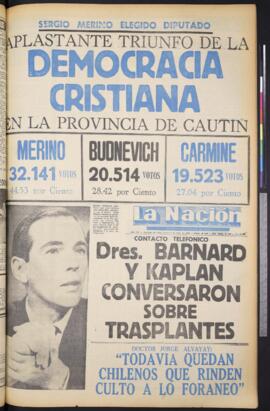 SERGIO MERINO ELEGIDO DIPUTADO
APLASTANTE TRIUNFO DE LA
DEMOCRACIA
CRISTIANA
EN LA PROVINCIA DE CAUTIN
MERINO
32.141 VOTOS
44.53 por Ciento
BUDNEVICH
20.514 VOTOS
28.42 por Ciento
CARMINE
19.523 VOTOS
27.04 por Ciento
la Nación
CONTACTO TELEFONICO
Dres. BARNARD
Y KAPLAN
CONVERSARON
SOBRE
TRASPLANTES
DOCTOR JORGE ALVAYAY:
"TODAVIA QUEDAN
CHILENOS QUE RINDEN
CULTO A LO FORANEO"